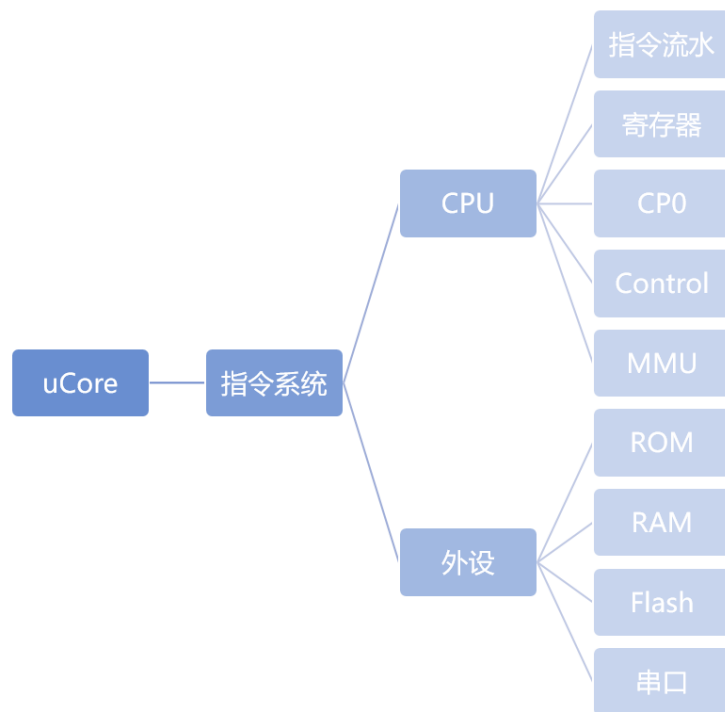 uCore
指令系统
CPU
指令流水
寄存器
CP0
Control
MMU
外设
ROM
RAM
Flash
串口